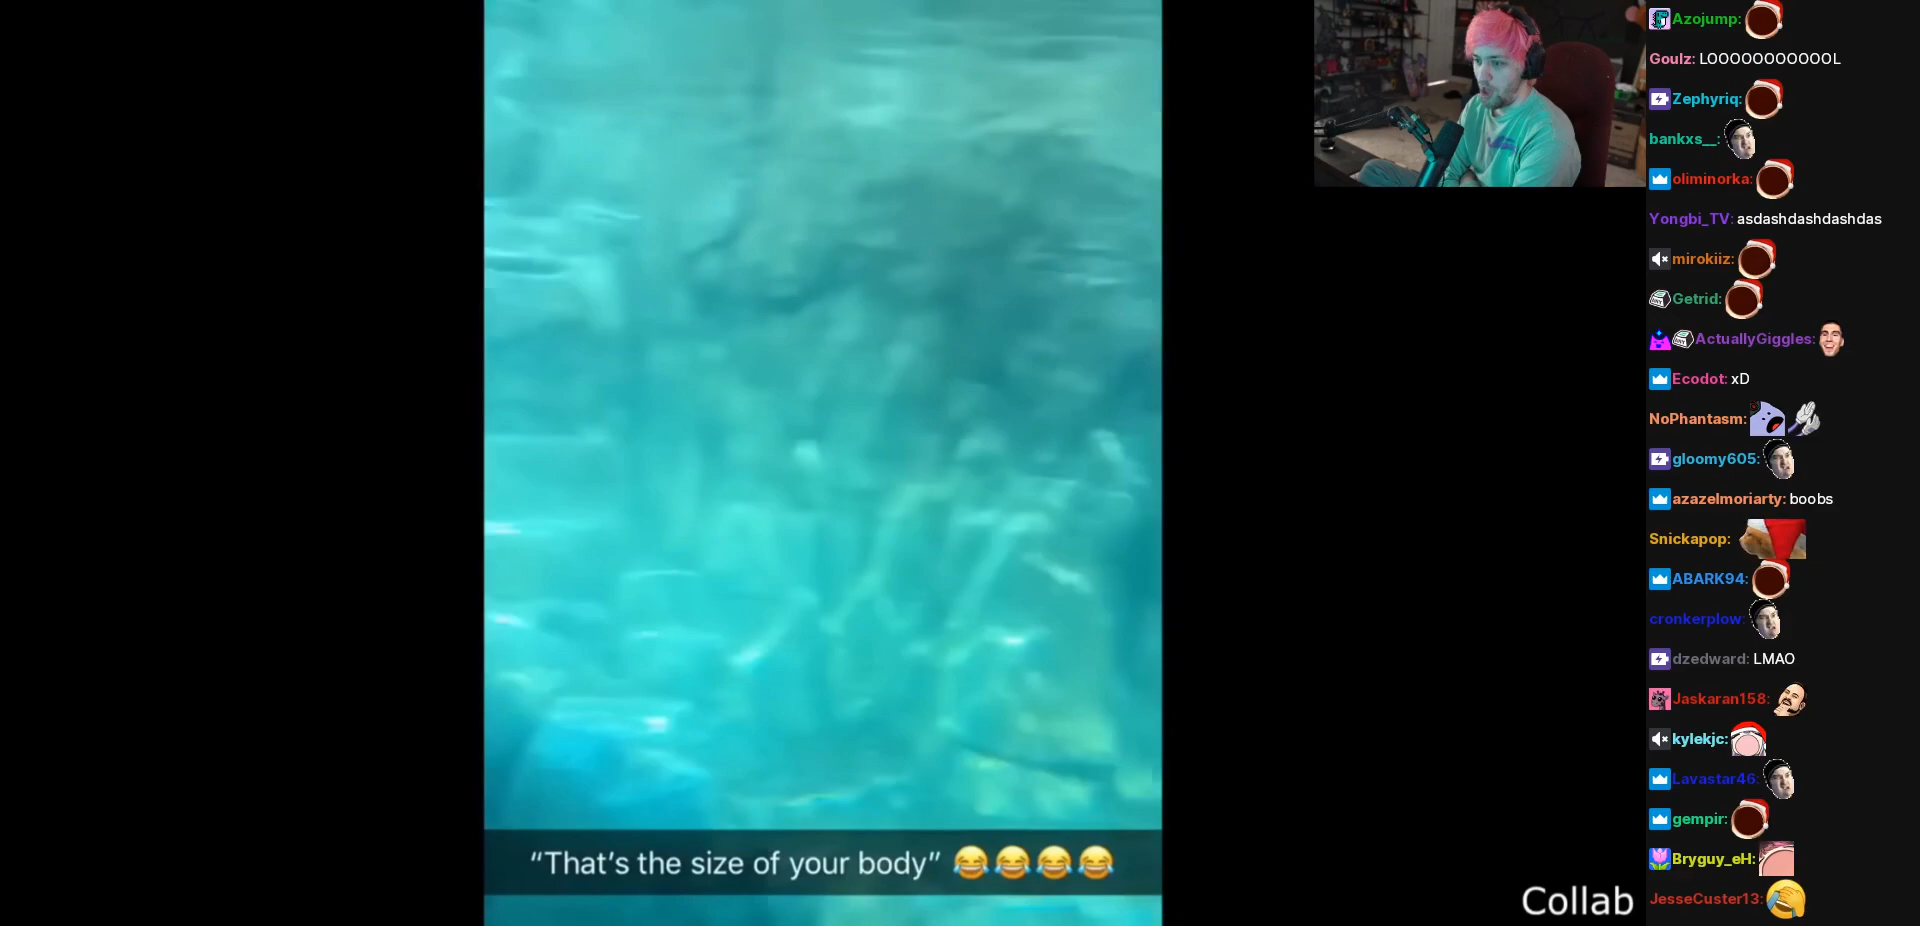 Azojump:
Goulz: LOOOOOOOOOOOL
Zephyriq:
bankxs__:
oliminorka:
Yongbi_TV: asdashdashdashdas
mirokiiz:
Getrid:
ActuallyGiggles:
Ecodot: xD
NoPhantasm:
gloomy605:
azazelmoriarty: boobs
Snickapop:
ABARK94:
cronkerplow:
dzedward: LMAO
Jaskaran158:
kylekjc:
Lavastar46:
gempir:
Bryguy_eH:
JesseCuster13:
“That’s the size of your body” 😂😂😂😂
Collab